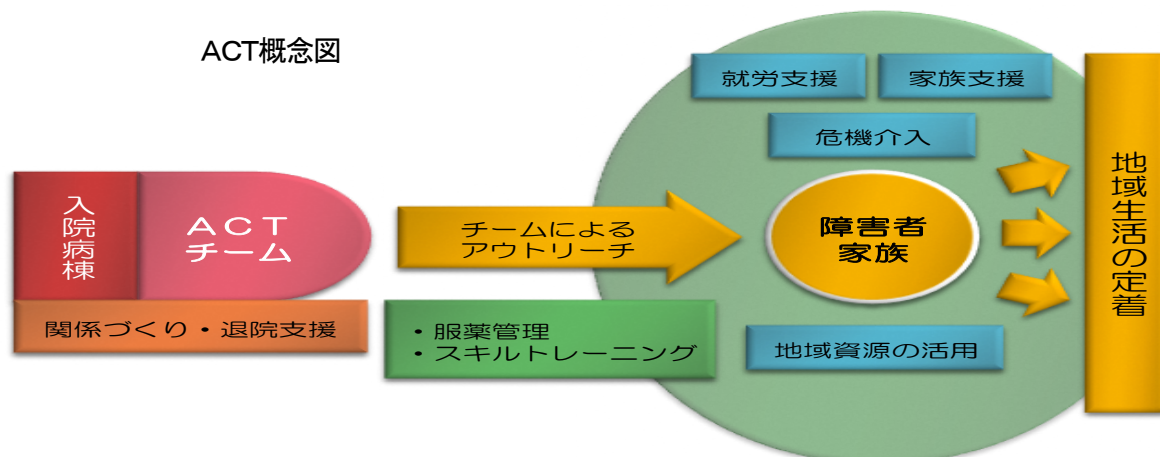 ACT概念図
就労支援
家族支援
危機介入
入院病棟
ACT
チーム
チームによる
アウトリーチ
障害者
家族
地域生活の定着
関係づくり・退院支援
・服薬管理
・スキルトレーニング
地域資源の活用